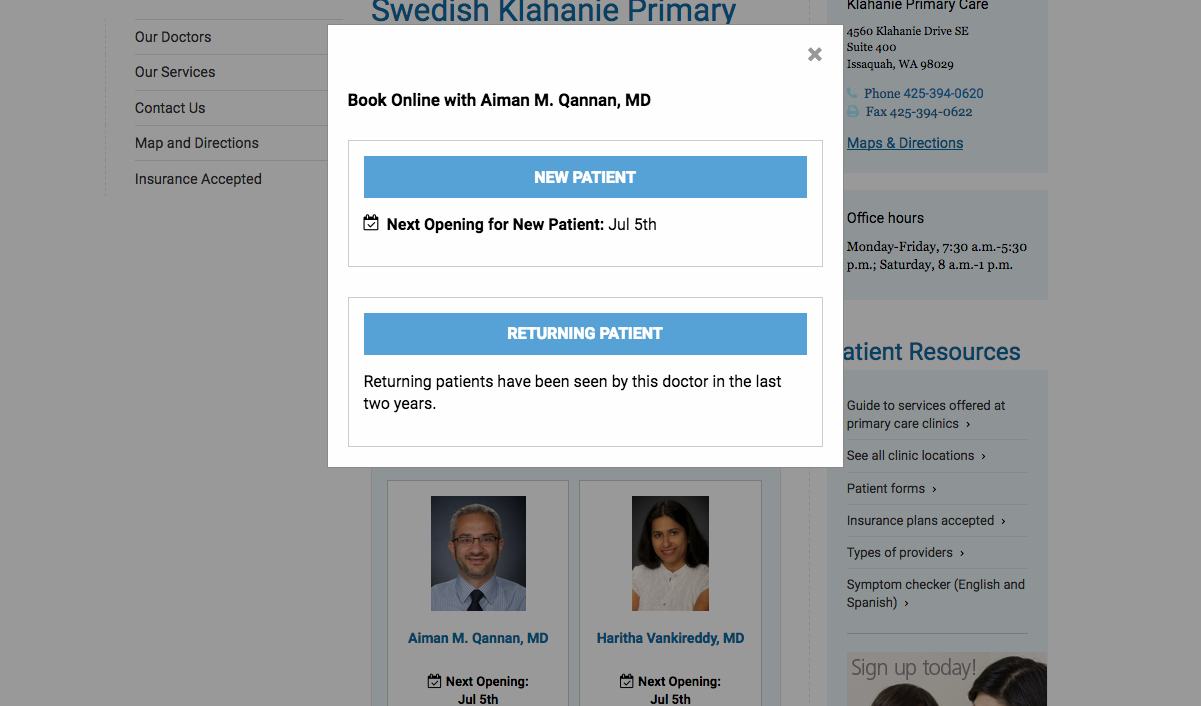 Swedish Klahanie Primary
Our Doctors
Our Services
Contact Us
Map and Directions
Insurance Accepted
Book Online with Aiman M. Qannan, MD
NEW PATIENT
Next Opening for New Patient: Jul 5th
RETURNING PATIENT
Returning patients have been seen by this doctor in the last
two years.
Aiman M. Qannan, MD
Next Opening:
Jul 5th
Haritha Vankireddy, MD
Next Opening:
Jul 5th
Klahanie Primary Care
4560 Klahanie Drive SE
Suite 400
Issaquah, WA 98029
Phone 425-394-0620
Fax 425-394-0622
Maps & Directions
Office hours
Monday-Friday, 7:30 a.m.-5:30
p.m.; Saturday, 8 a.m.-1 p.m.
atient Resources
Guide to services offered at
primary care clinics ›
See all clinic locations ›
Patient forms ›
Insurance plans accepted ›
Types of providers ›
Symptom checker (English and
Spanish) ›
Sign up today!